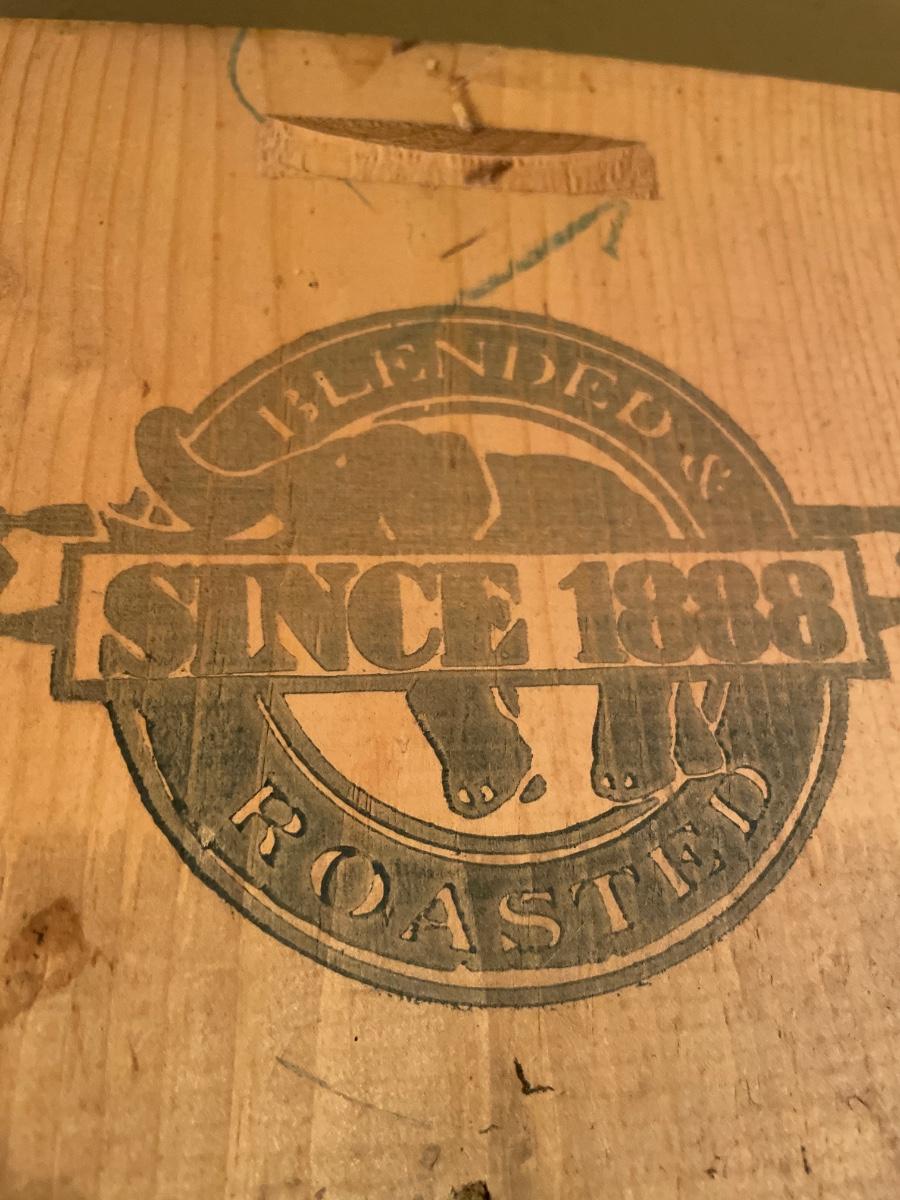 BLENDED &
SINCE 1888
ROASTED